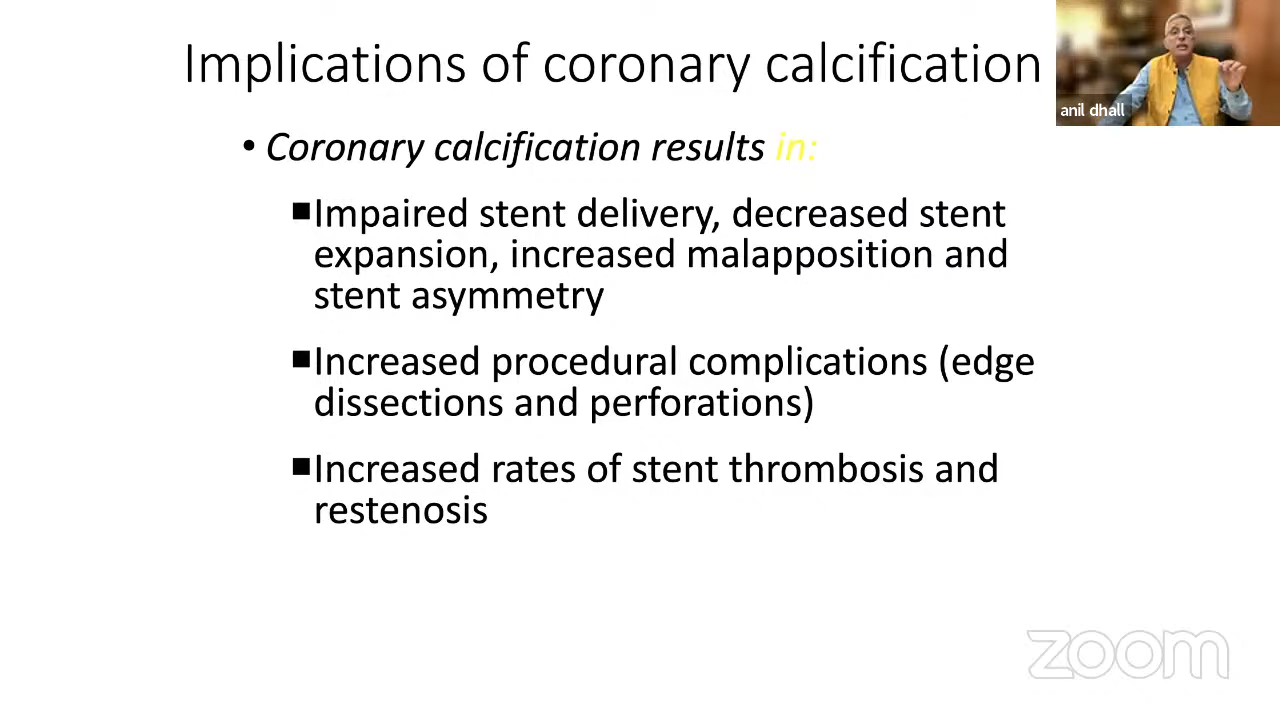 Implications of coronary calcification
anil dhall
• Coronary calcification results in:
■Impaired stent delivery, decreased stent
expansion, increased malapposition and
stent asymmetry
■Increased procedural complications (edge
dissections and perforations)
■Increased rates of stent thrombosis and
restenosis
zoom